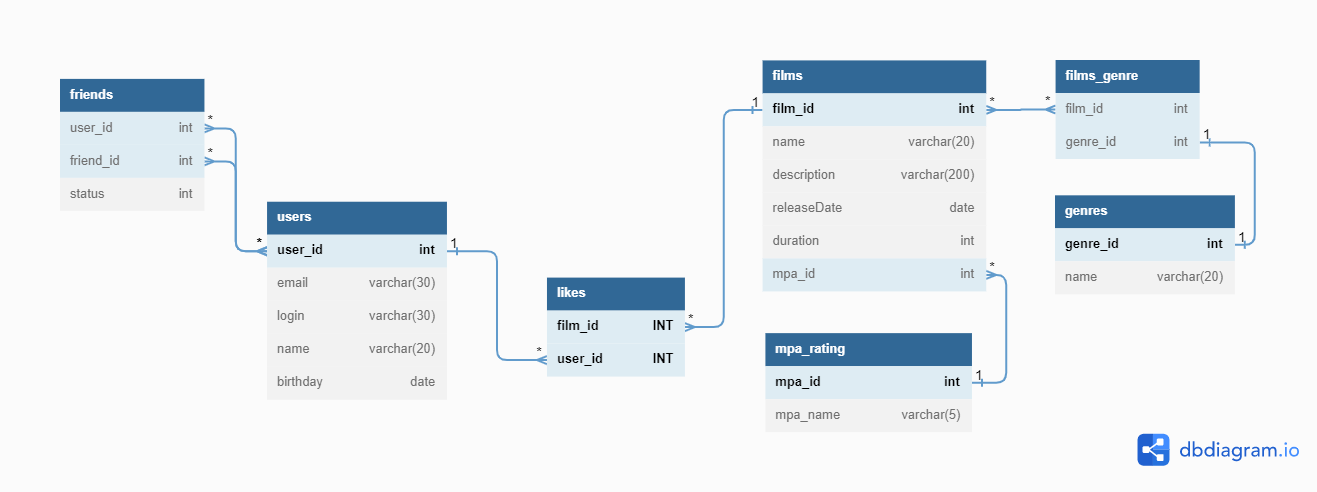 friends
user_id int
friend_id int
status int
* *
users
* user_id int 1
email varchar(30)
login varchar(30)
name varchar(20)
birthday date
likes
film_id INT *
* user_id INT
films
1 film_id int *
name varchar(20)
description varchar(200)
releaseDate date
duration int
mpa_id int *
mpa_rating
mpa_id int 1
mpa_name varchar(5)
films_genre
* film_id int
genre_id int 1
genres
genre_id int 1
name varchar(20)
dbdiagram.io